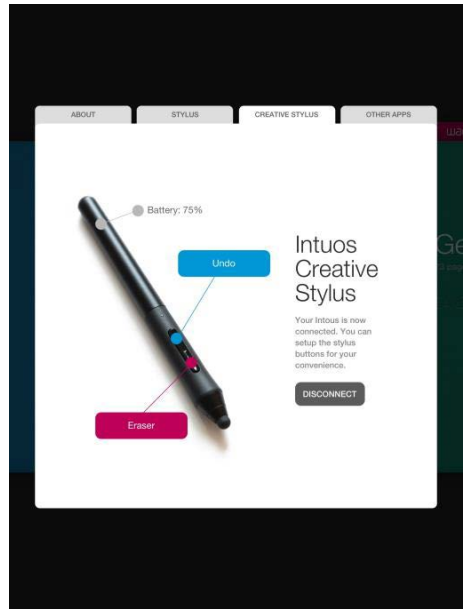 ABOUT
STYLUS
CREATIVE STYLUS
OTHER APPS
Battery: 75%
Undo
Intuos
Creative
Stylus
Your Intous is now
connected. You can
setup the stylus
buttons for your
convenience.
DISCONNECT
Eraser